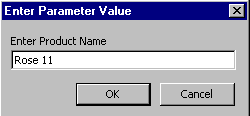 Enter Parameter Value
Enter Product Name
Rose 11
OK Cancel